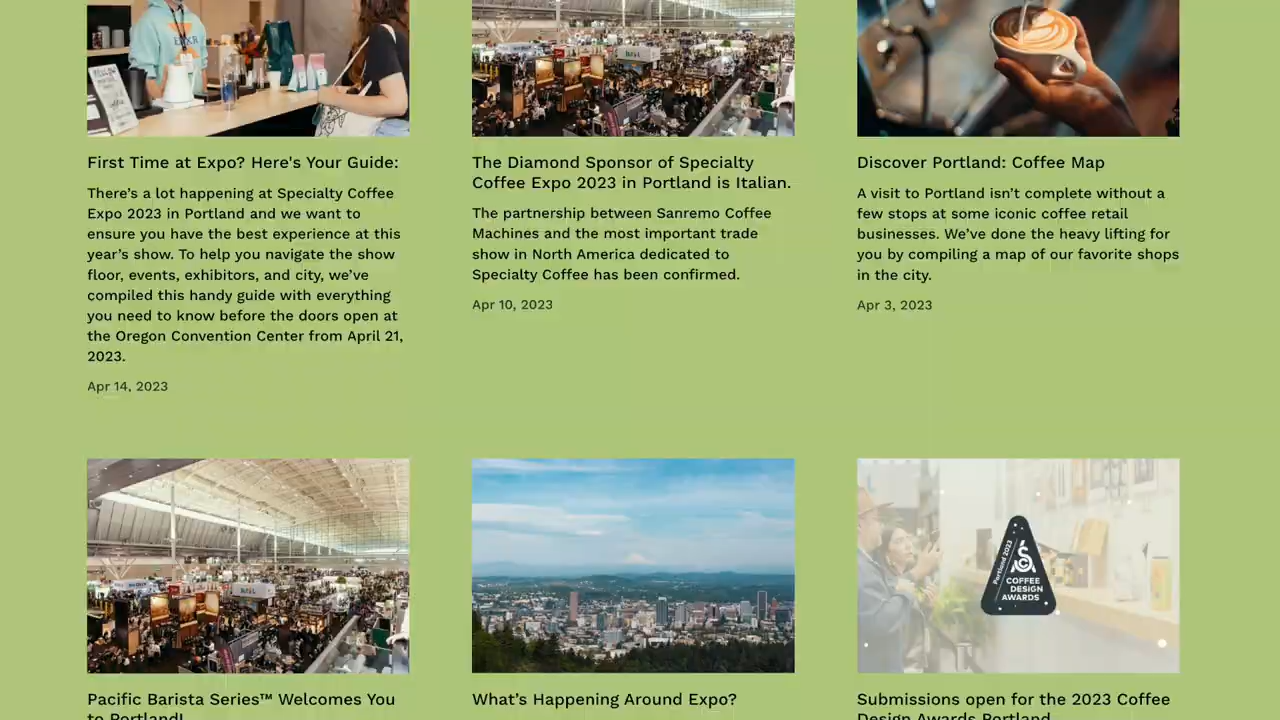 First Time at Expo? Here's Your Guide:
There’s a lot happening at Specialty Coffee
Expo 2023 in Portland and we want to
ensure you have the best experience at this
year’s show. To help you navigate the show
floor, events, exhibitors, and city, we’ve
compiled this handy guide with everything
you need to know before the doors open at
the Oregon Convention Center from April 21,
2023.
Apr 14, 2023
The Diamond Sponsor of Specialty
Coffee Expo 2023 in Portland is Italian.
The partnership between Sanremo Coffee
Machines and the most important trade
show in North America dedicated to
Specialty Coffee has been confirmed.
Apr 10, 2023
Discover Portland: Coffee Map
A visit to Portland isn’t complete without a
few stops at some iconic coffee retail
businesses. We’ve done the heavy lifting for
you by compiling a map of our favorite shops
in the city.
Apr 3, 2023
Portland 2023
COFFEE
DESIGN
AWARDS
Pacific Barista Series™ Welcomes You
to Portland!
What’s Happening Around Expo?
Submissions open for the 2023 Coffee
Design Awards Portland